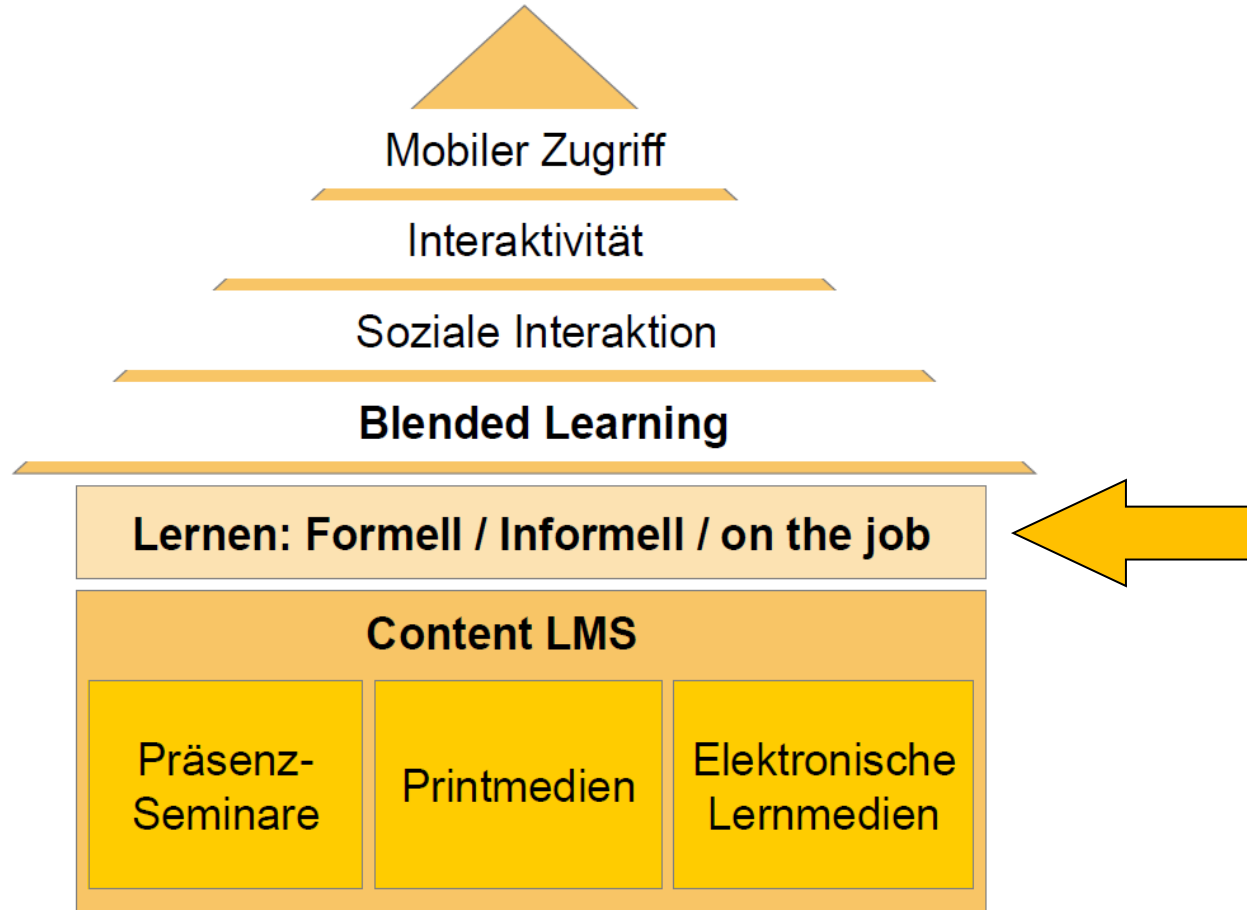 Mobiler Zugriff
Interaktivität
Soziale Interaktion
Blended Learning
Lernen: Formell / Informell / on the job
Content LMS
Präsenz-
Seminare
Printmedien
Elektronische
Lernmedien